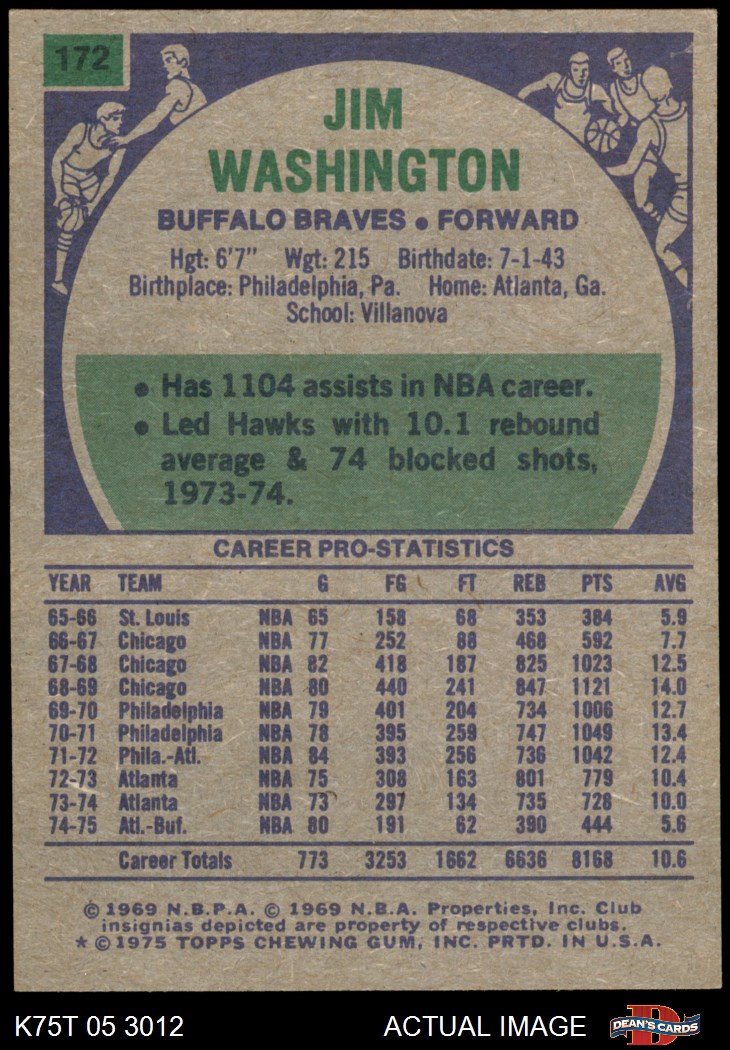 172
JIM
WASHINGTON
BUFFALO BRAVES • FORWARD
Hgt: 6'7" Wgt: 215 Birthdate: 7-1-43
Birthplace: Philadelphia, Pa. Home: Atlanta, Ga.
School: Villanova
• Has 1104 assists in NBA career.
• Led Hawks with 10.1 rebound
average & 74 blocked shots,
1973-74.
CAREER PRO-STATISTICS
YEAR TEAM G FG FT REB PTS AVG
65-66 St. Louis NBA 65 158 68 353 384 5.9
66-67 Chicago NBA 77 252 88 468 592 7.7
67-68 Chicago NBA 82 418 187 825 1023 12.5
68-69 Chicago NBA 80 440 241 847 1121 14.0
69-70 Philadelphia NBA 79 401 204 734 1006 12.7
70-71 Philadelphia NBA 78 395 259 747 1049 13.4
71-72 Phila.-Atl. NBA 84 393 256 736 1042 12.4
72-73 Atlanta NBA 75 308 163 801 779 10.4
73-74 Atlanta NBA 73 297 134 735 728 10.0
74-75 Atl.-Buf. NBA 80 191 62 390 444 5.6
Career Totals 773 3253 1662 6636 8168 10.6
© 1969 N.B.P.A. © 1969 N.B.A. Properties, Inc. Club
insignias depicted are property of respective clubs.
* © 1975 TOPPS CHEWING GUM, INC. PRTD. IN U.S.A.
K75T 05 3012 ACTUAL IMAGE D DEAN'S CARDS